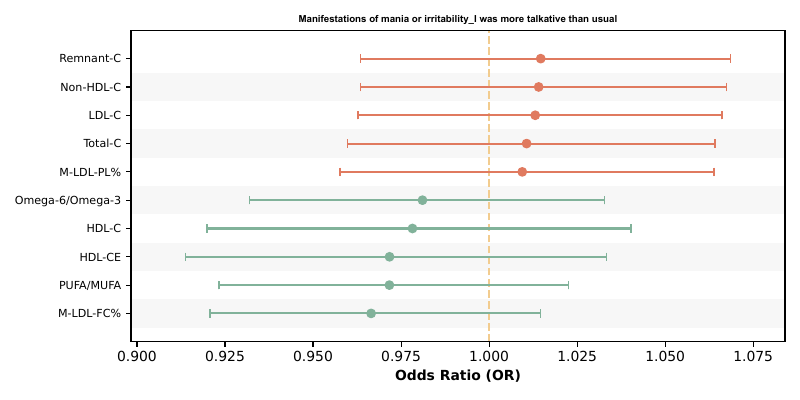 Manifestations of mania or irritability_I was more talkative than usual
Remnant-C
Non-HDL-C
LDL-C
Total-C
M-LDL-PL%
Omega-6/Omega-3
HDL-C
HDL-CE
PUFA/MUFA
M-LDL-FC%
0.900 0.925 0.950 0.975 1.000 1.025 1.050 1.075
Odds Ratio (OR)